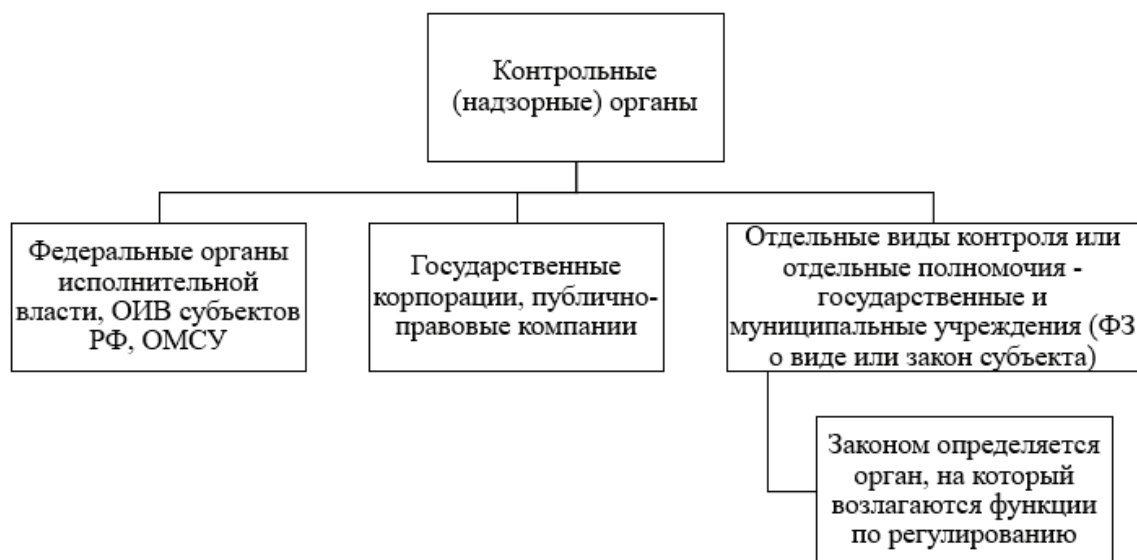 Контрольные
(надзорные) органы
Федеральные органы
исполнительной
власти, ОИВ субъектов
РФ, ОМСУ
Государственные
корпорации, публично-
правовые компании
Отдельные виды контроля или
отдельные полномочия -
государственные и
муниципальные учреждения (ФЗ
о виде или закон субъекта)
Законом определяется
орган, на который
возлагаются функции
по регулированию